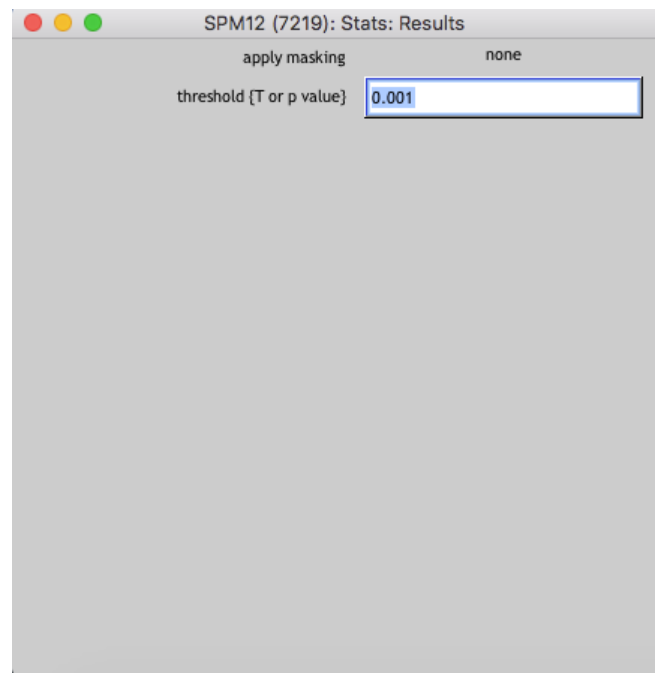 SPM12 (7219): Stats: Results
apply masking none
threshold {T or p value} 0.001